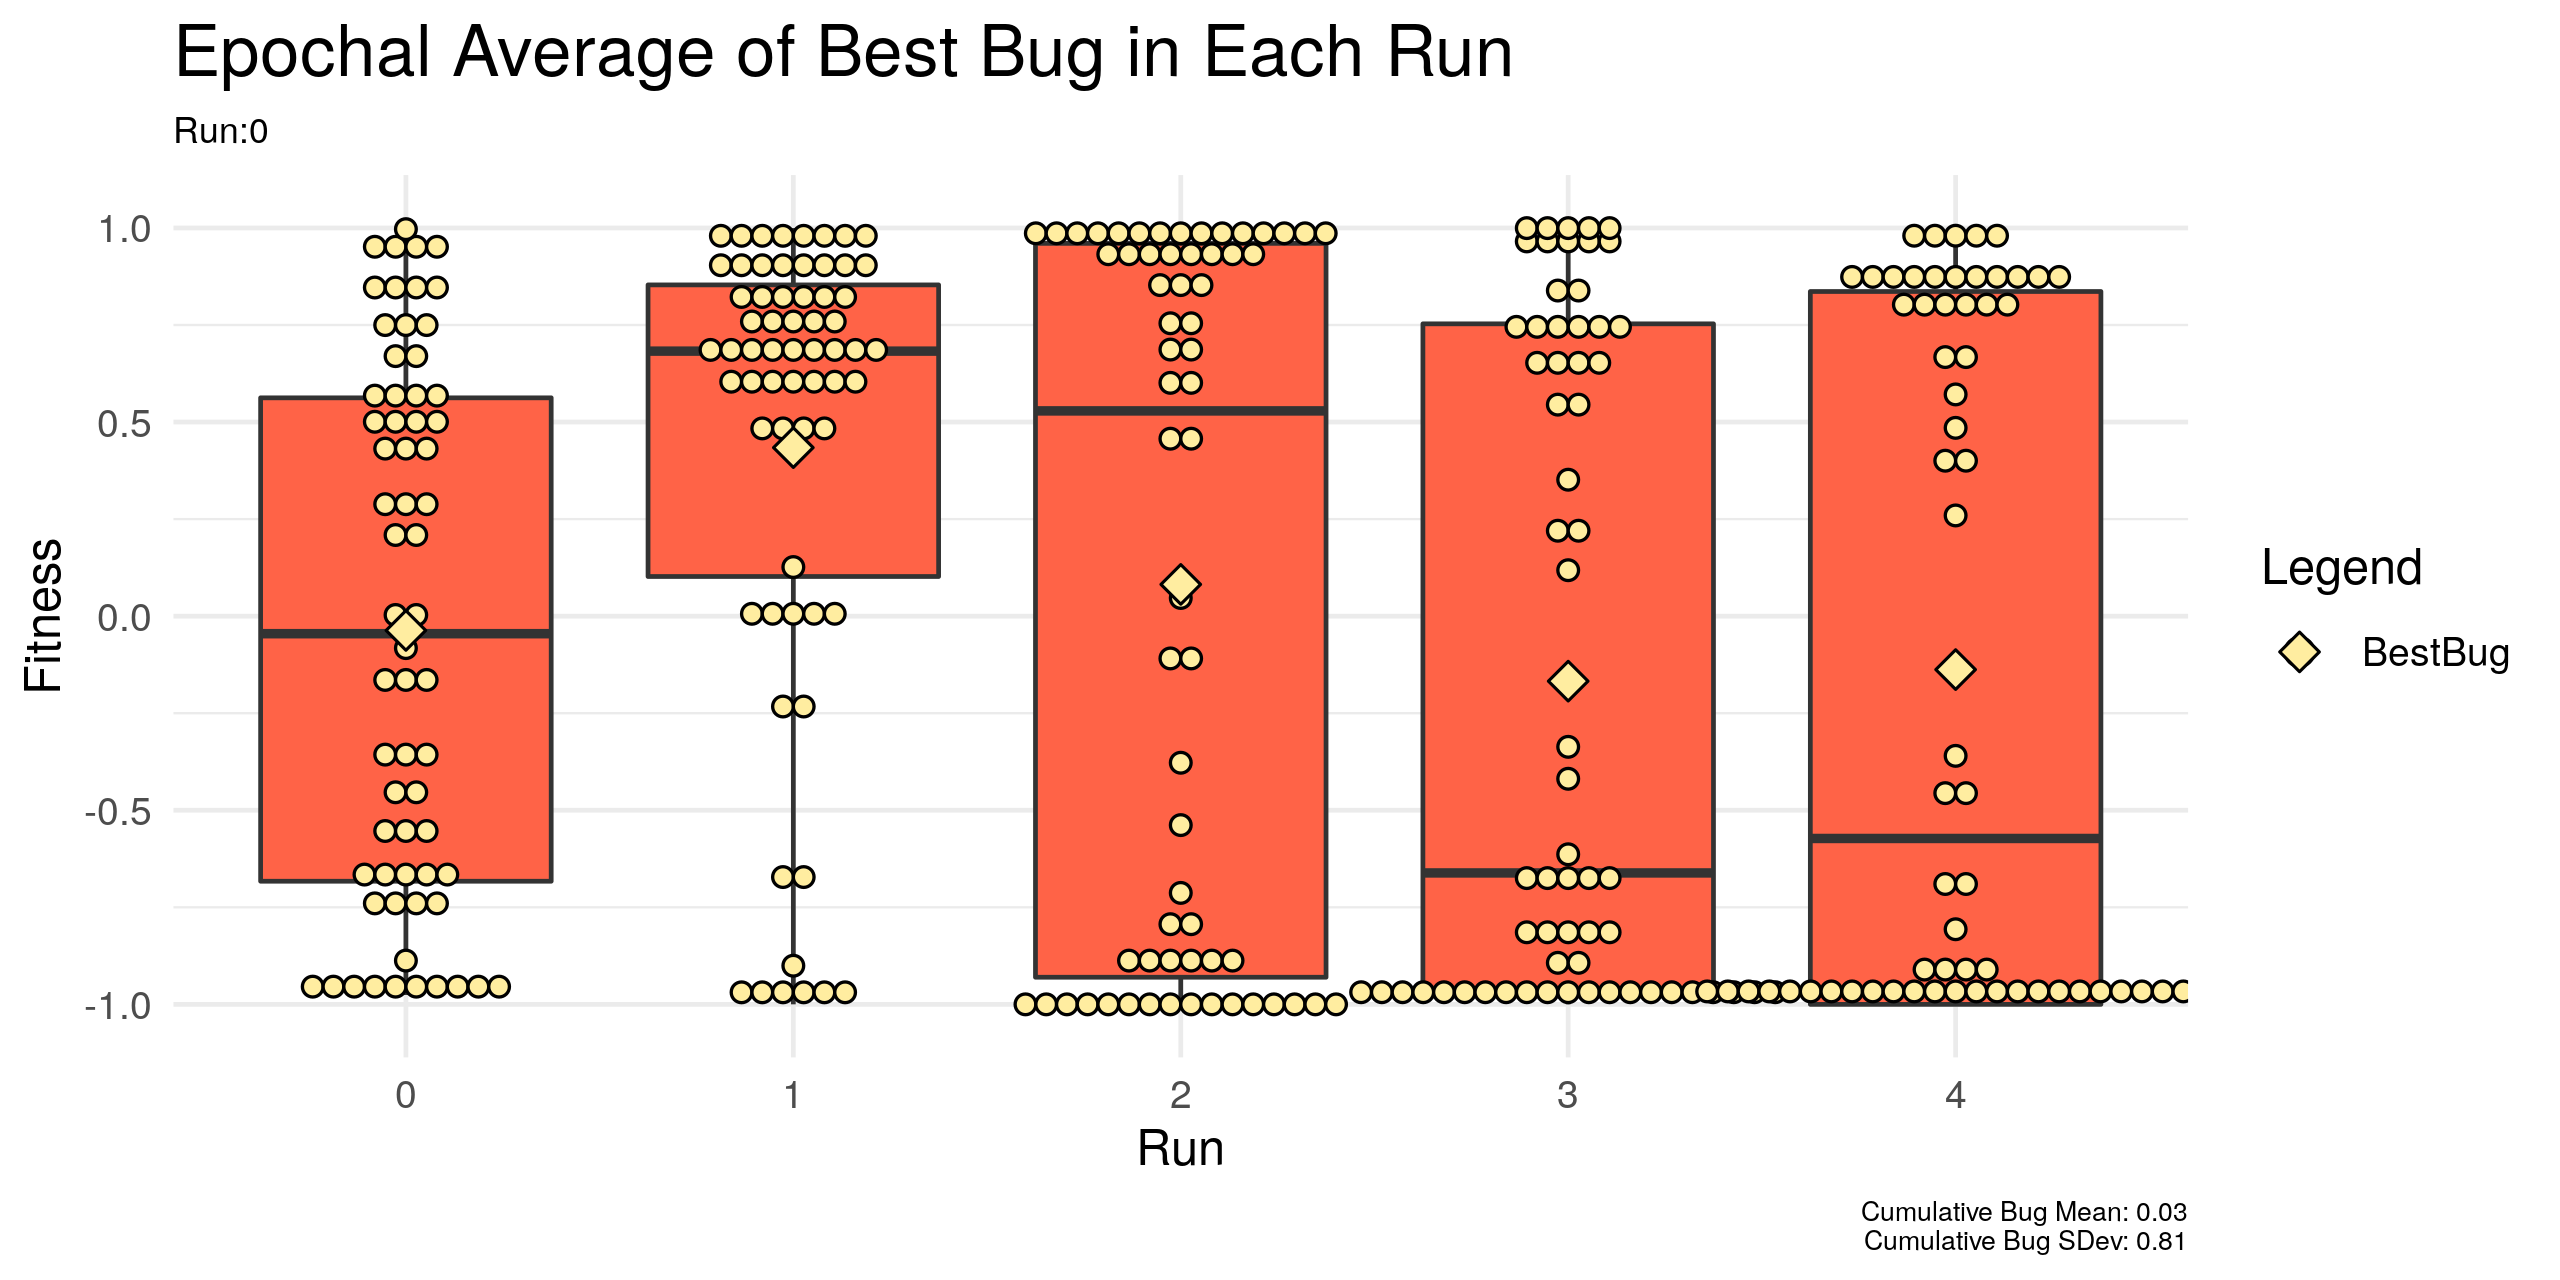 Epochal Average of Best Bug in Each Run
Run:0
Fitness
1.0
0.5
0.0
-0.5
-1.0
0 1 2 3 4
Run
Legend
BestBug
Cumulative Bug Mean: 0.03
Cumulative Bug SDev: 0.81